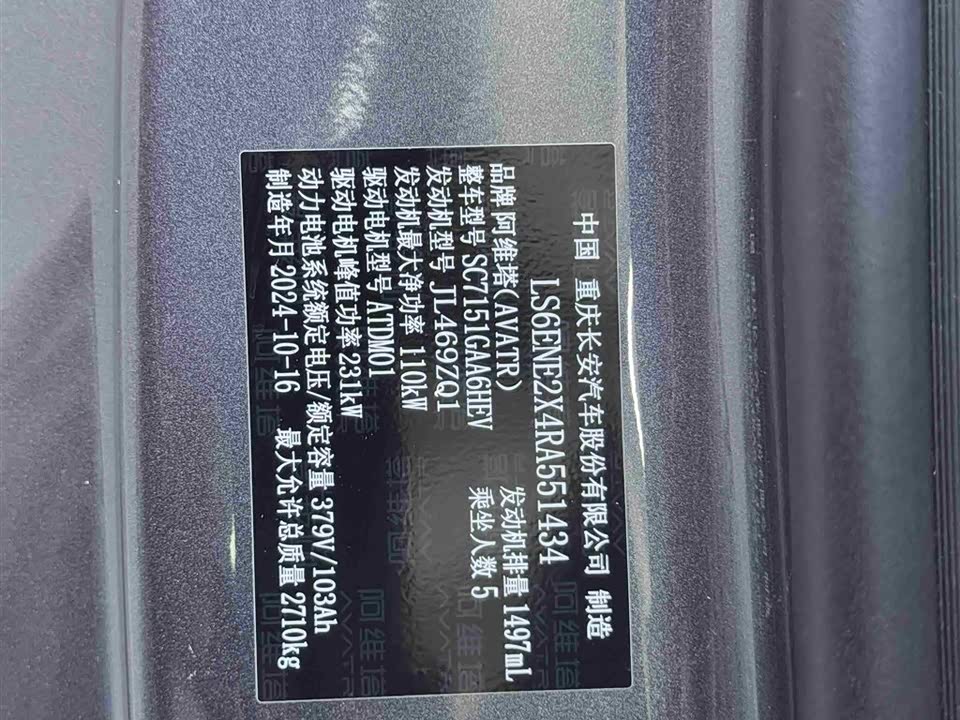 中国 重庆长安汽车股份有限公司 制造
LS6ENE2X4RA551434
品牌 阿维塔(AVATR) 发动机排量 1497mL
整车型号 SC7151GAA6HEV 乘坐人数 5
发动机型号 JL469ZQ1
发动机最大净功率 110kW
驱动电机型号 ATDM01
驱动电机峰值功率 231kW
动力电池系统额定电压/额定容量 379V/103Ah
制造年月 2024-10-16 最大允许总质量 2710kg